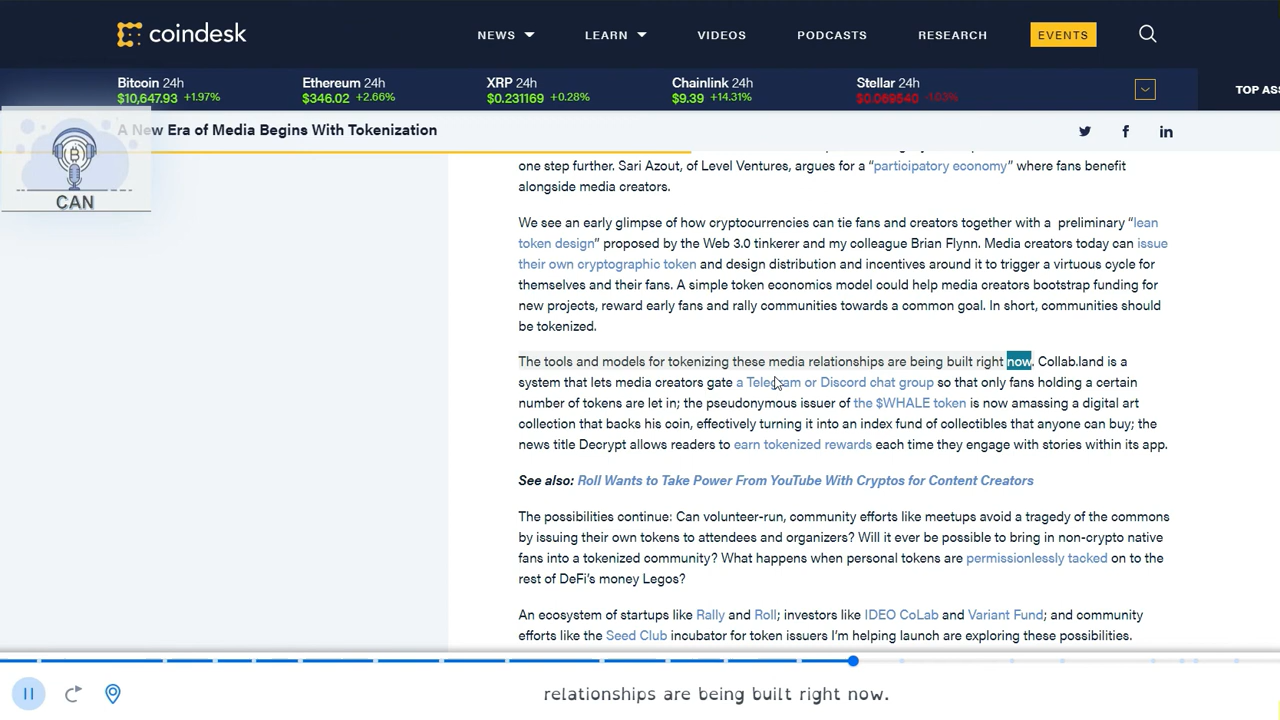 coindesk
NEWS LEARN VIDEOS PODCASTS RESEARCH EVENTS
Bitcoin 24h Ethereum 24h XRP 24h Chainlink 24h Stellar 24h
$10,647.93 +1.97% $346.02 +2.66% $0.231169 +0.28% $9.39 +14.31% $0.069540 -1.03%
TOP ASS
A New Era of Media Begins With Tokenization
CAN
one step further. Sari Azout, of Level Ventures, argues for a “participatory economy” where fans benefit
alongside media creators.
We see an early glimpse of how cryptocurrencies can tie fans and creators together with a preliminary “lean
token design” proposed by the Web 3.0 tinkerer and my colleague Brian Flynn. Media creators today can issue
their own cryptographic token and design distribution and incentives around it to trigger a virtuous cycle for
themselves and their fans. A simple token economics model could help media creators bootstrap funding for
new projects, reward early fans and rally communities towards a common goal. In short, communities should
be tokenized.
The tools and models for tokenizing these media relationships are being built right now. Collab.land is a
system that lets media creators gate a Telegram or Discord chat group so that only fans holding a certain
number of tokens are let in; the pseudonymous issuer of the $WHALE token is now amassing a digital art
collection that backs his coin, effectively turning it into an index fund of collectibles that anyone can buy; the
news title Decrypt allows readers to earn tokenized rewards each time they engage with stories within its app.
See also: Roll Wants to Take Power From YouTube With Cryptos for Content Creators
The possibilities continue: Can volunteer-run, community efforts like meetups avoid a tragedy of the commons
by issuing their own tokens to attendees and organizers? Will it ever be possible to bring in non-crypto native
fans into a tokenized community? What happens when personal tokens are permissionlessly tacked on to the
rest of DeFi’s money Legos?
An ecosystem of startups like Rally and Roll; investors like IDEO CoLab and Variant Fund; and community
efforts like the Seed Club incubator for token issuers I’m helping launch are exploring these possibilities.
relationships are being built right now.